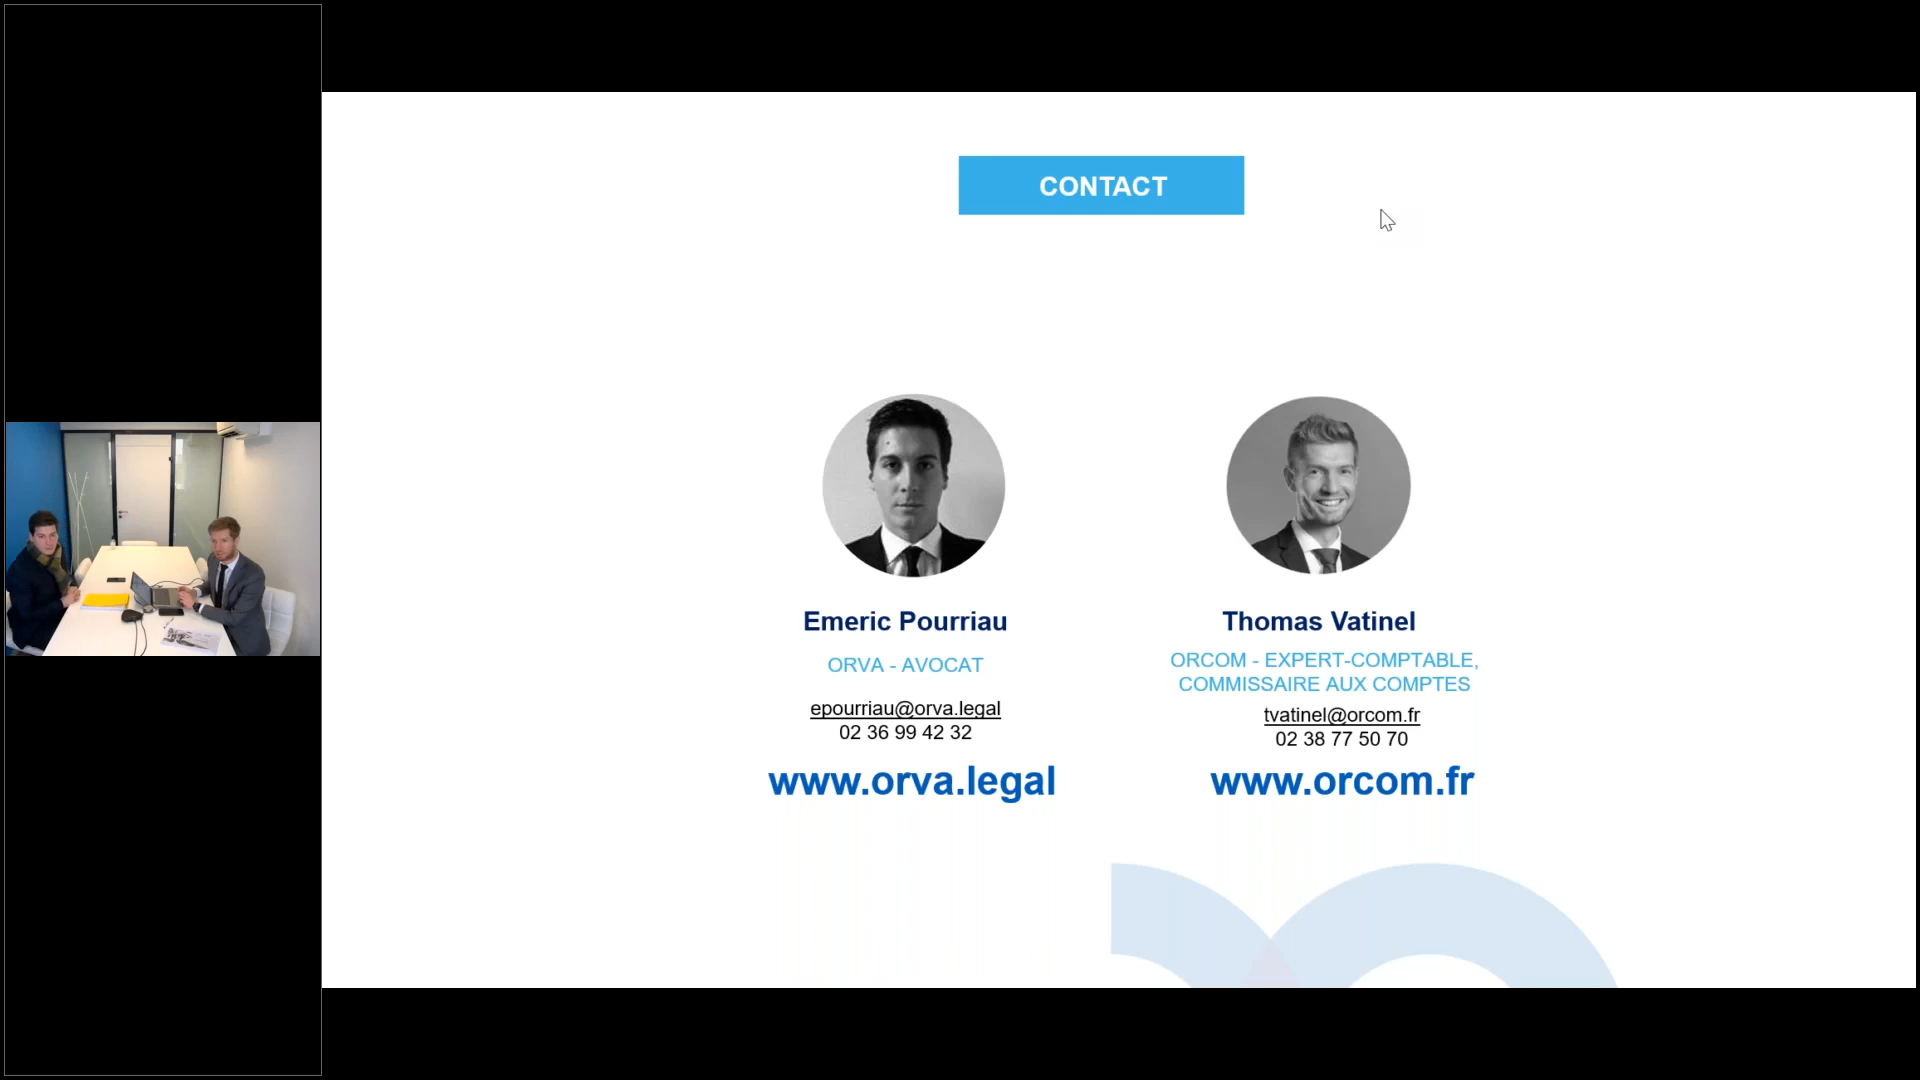 CONTACT
Emeric Pourriau
ORVA - AVOCAT
epourriau@orva.legal
02 36 99 42 32
www.orva.legal
Thomas Vatinel
ORCOM - EXPERT-COMPTABLE,
COMMISSAIRE AUX COMPTES
tvatinel@orcom.fr
02 38 77 50 70
www.orcom.fr